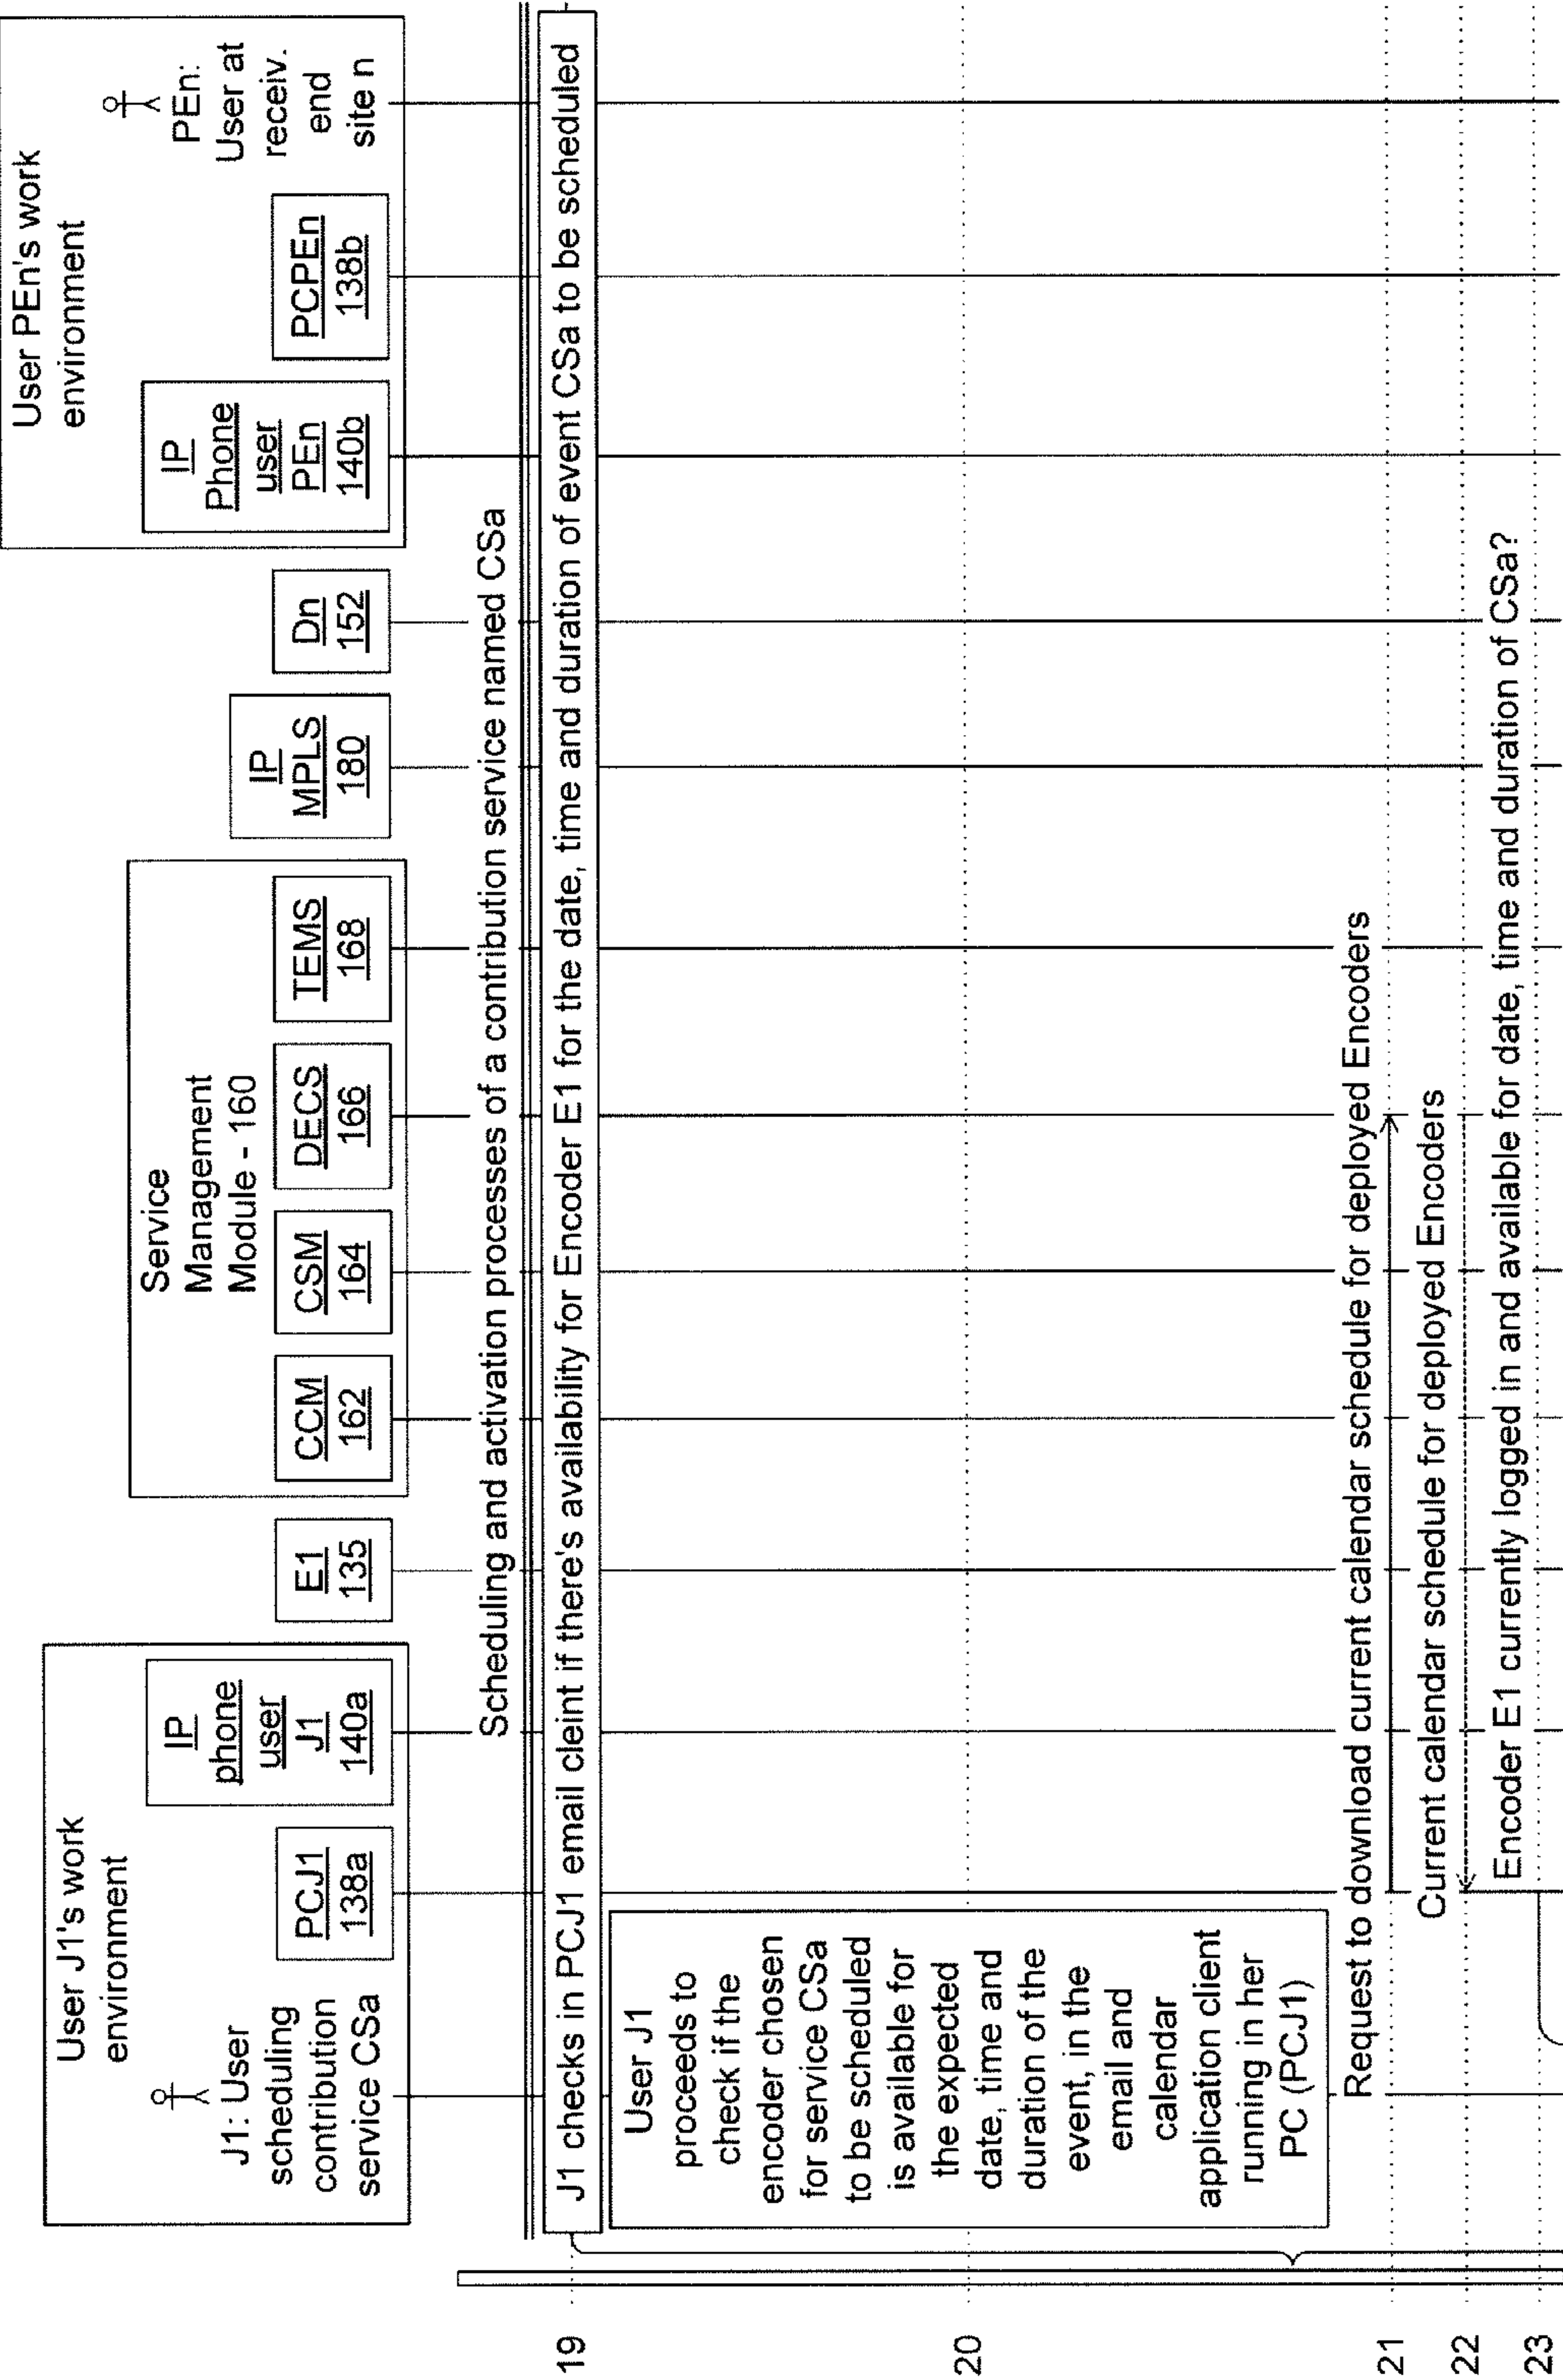 User J1's work
environment
J1: User
scheduling
contribution
service CSa
PCJ1
138a
IP
phone
user
J1
140a
E1
135
Service
Management
Module - 160
CCM
162
CSM
164
DECS
166
TEMS
168
IP
MPLS
180
Dn
152
User PEn's work
environment
IP
Phone
user
PEn
140b
PCPEn
138b
PEn:
User at
receiv.
end
site n
Scheduling and activation processes of a contribution service named CSa
19
J1 checks in PCJ1 email cleint if there's availability for Encoder E1 for the date, time and duration of event CSa to be scheduled
20
User J1
proceeds to
check if the
encoder chosen
for service CSa
to be scheduled
is available for
the expected
date, time and
duration of the
event, in the
email and
calendar
application client
running in her
PC (PCJ1)
Request to download current calendar schedule for deployed Encoders
21
Current calendar schedule for deployed Encoders
22
Encoder E1 currently logged in and available for date, time and duration of CSa?
23